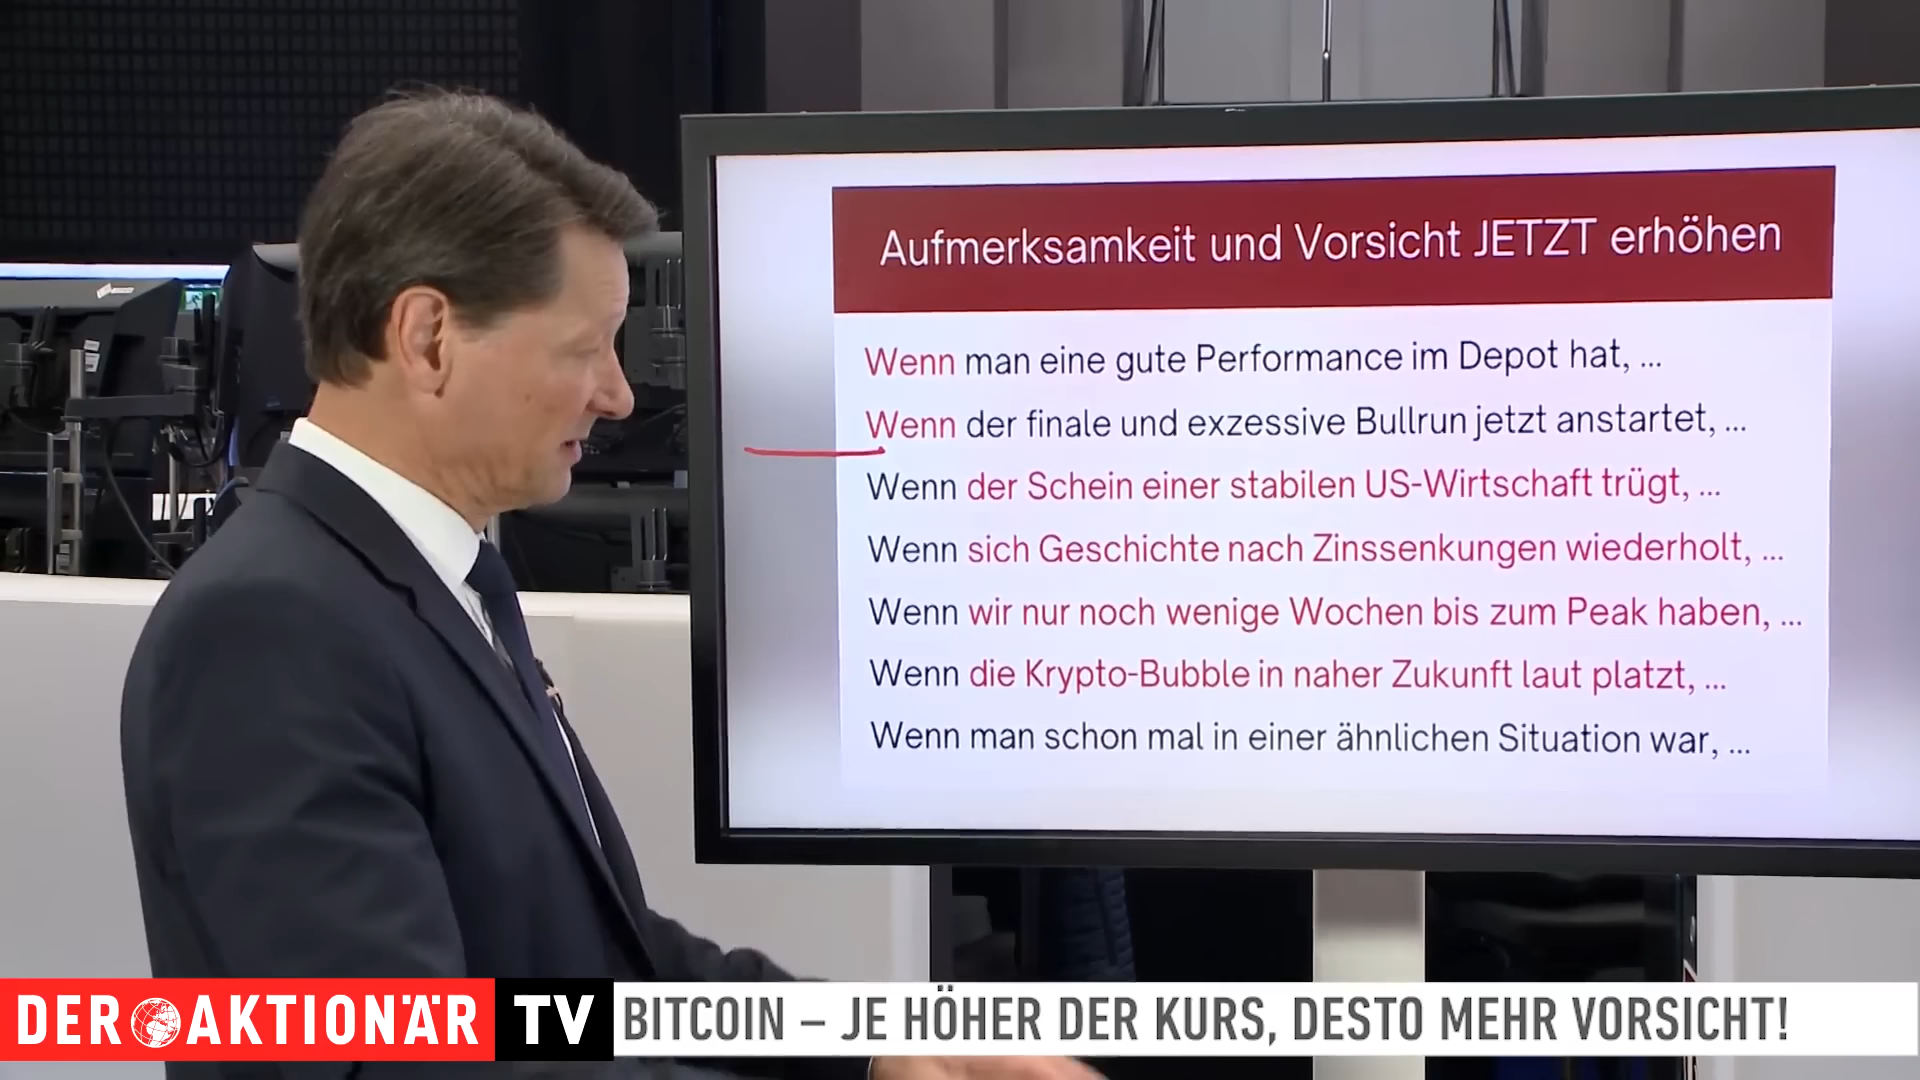 Aufmerksamkeit und Vorsicht JETZT erhöhen
Wenn man eine gute Performance im Depot hat, ...
Wenn der finale und exzessive Bullrun jetzt anstartet, ...
Wenn der Schein einer stabilen US-Wirtschaft trügt, ...
Wenn sich Geschichte nach Zinssenkungen wiederholt, ...
Wenn wir nur noch wenige Wochen bis zum Peak haben, ...
Wenn die Krypto-Bubble in naher Zukunft laut platzt, ...
Wenn man schon mal in einer ähnlichen Situation war, ...
DER AKTIONÄR TV BITCOIN – JE HÖHER DER KURS, DESTO MEHR VORSICHT!